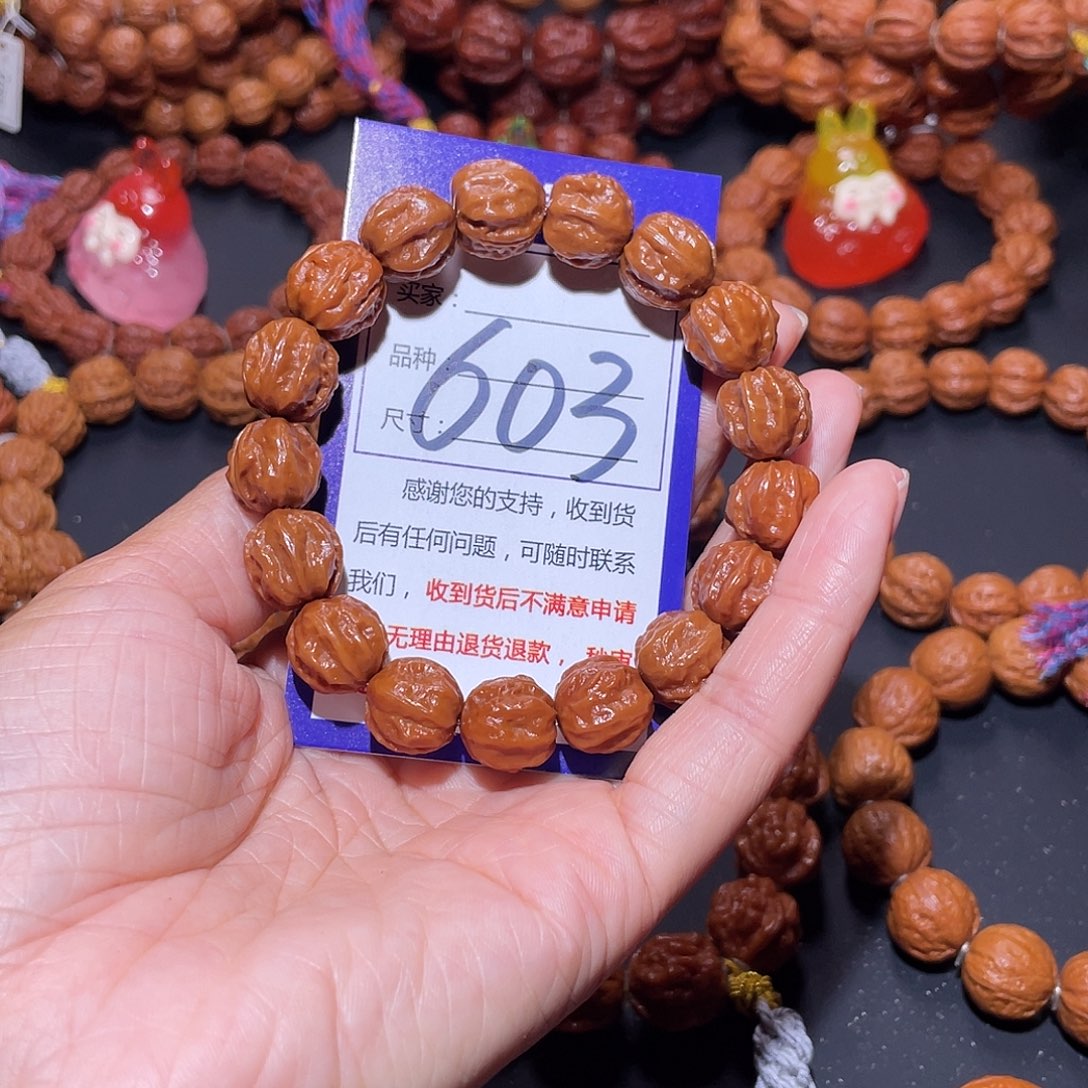 买家：
品种：
603
尺寸：
感谢您的支持，收到货
后有任何问题，可随时联系
我们，收到货后不满意申请
无理由退货退款，